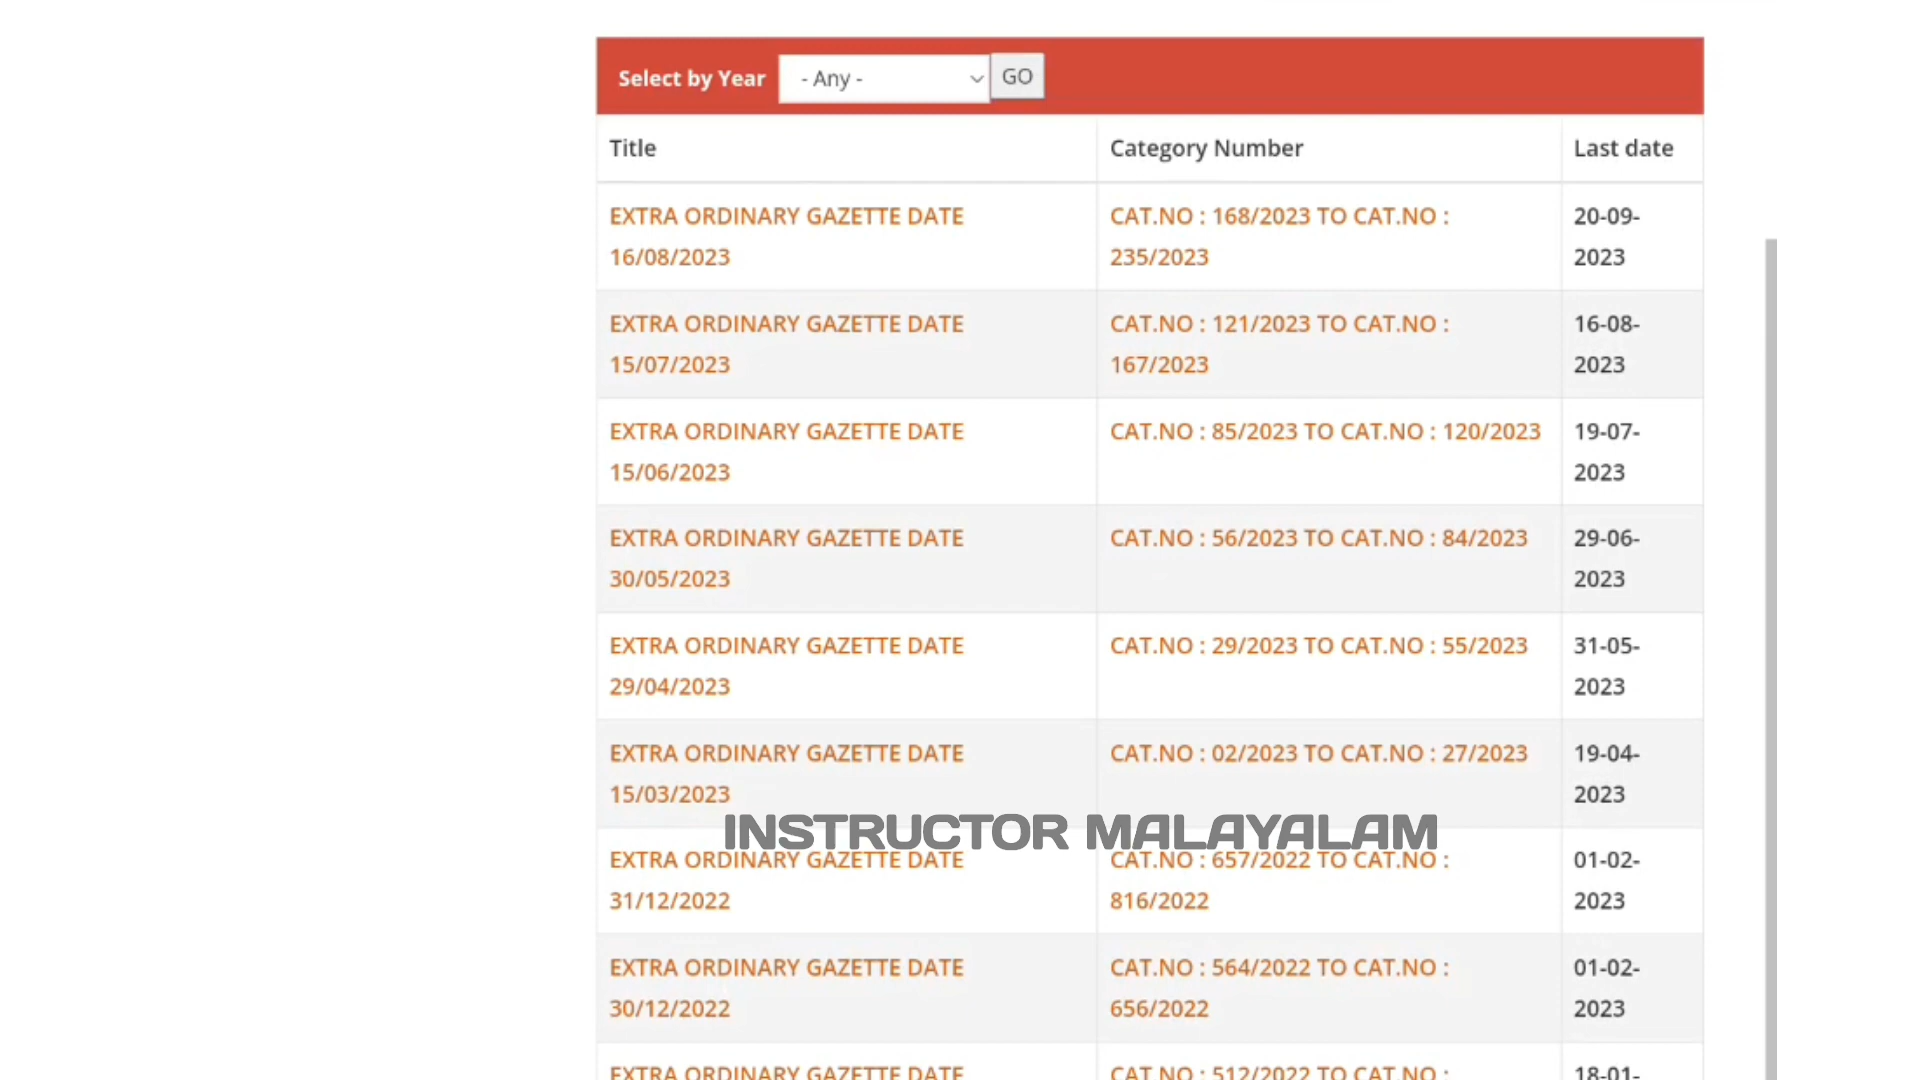 Select by Year - Any - GO
Title Category Number Last date
EXTRA ORDINARY GAZETTE DATE CAT.NO : 168/2023 TO CAT.NO : 20-09-
16/08/2023 235/2023 2023
EXTRA ORDINARY GAZETTE DATE CAT.NO : 121/2023 TO CAT.NO : 16-08-
15/07/2023 167/2023 2023
EXTRA ORDINARY GAZETTE DATE CAT.NO : 85/2023 TO CAT.NO : 120/2023 19-07-
15/06/2023 2023
EXTRA ORDINARY GAZETTE DATE CAT.NO : 56/2023 TO CAT.NO : 84/2023 29-06-
30/05/2023 2023
EXTRA ORDINARY GAZETTE DATE CAT.NO : 29/2023 TO CAT.NO : 55/2023 31-05-
29/04/2023 2023
EXTRA ORDINARY GAZETTE DATE CAT.NO : 02/2023 TO CAT.NO : 27/2023 19-04-
15/03/2023 2023
INSTRUCTOR MALAYALAM
EXTRA ORDINARY GAZETTE DATE CAT.NO : 657/2022 TO CAT.NO : 01-02-
31/12/2022 816/2022 2023
EXTRA ORDINARY GAZETTE DATE CAT.NO : 564/2022 TO CAT.NO : 01-02-
30/12/2022 656/2022 2023
EXTRA ORDINARY GAZETTE DATE CAT.NO : 512/2022 TO CAT.NO : 18-01-